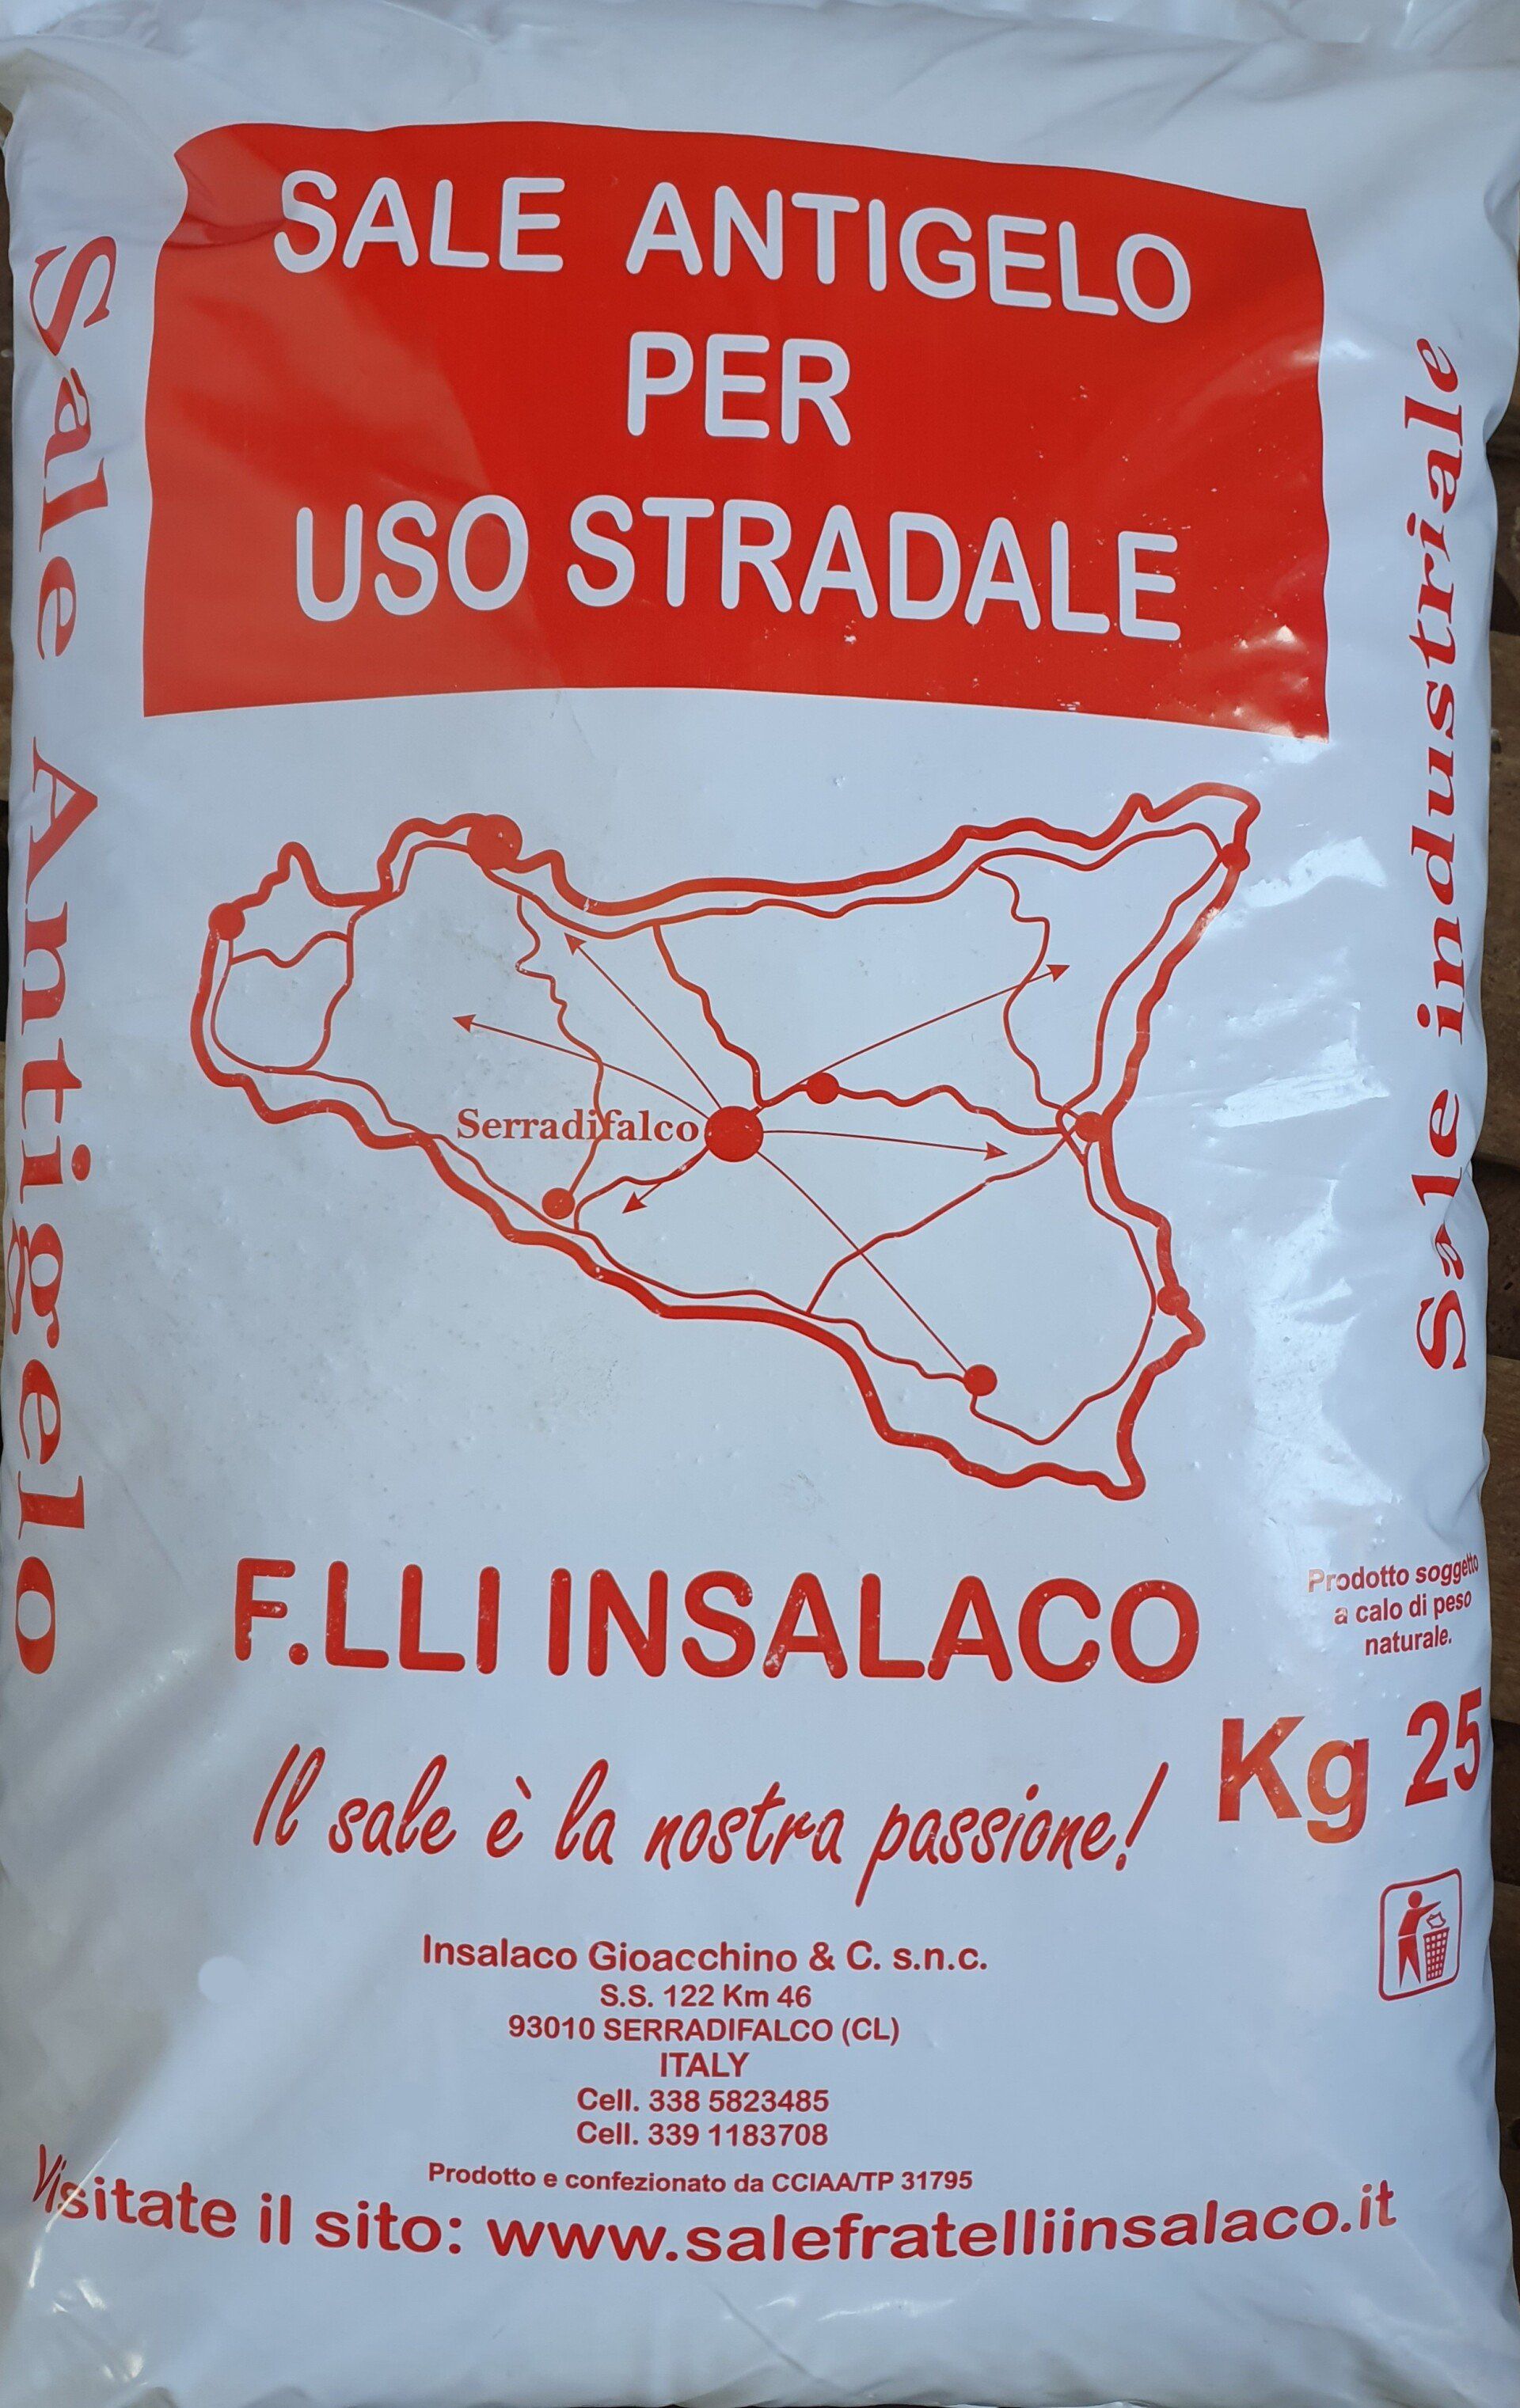 SALE ANTIGELO
PER
USO STRADALE
Sale Antigelo
Sale industriale
Serradifalco
F.LLI INSALACO
Prodotto soggetto
a calo di peso
naturale.
Kg 25
Il sale è la nostra passione!
Insalaco Gioacchino & C. s.n.c.
S.S. 122 Km 46
93010 SERRADIFALCO (CL)
ITALY
Cell. 338 5823485
Cell. 339 1183708
Prodotto e confezionato da CCIAA/TP 31795
Visitate il sito: www.salefratelliinsalaco.it